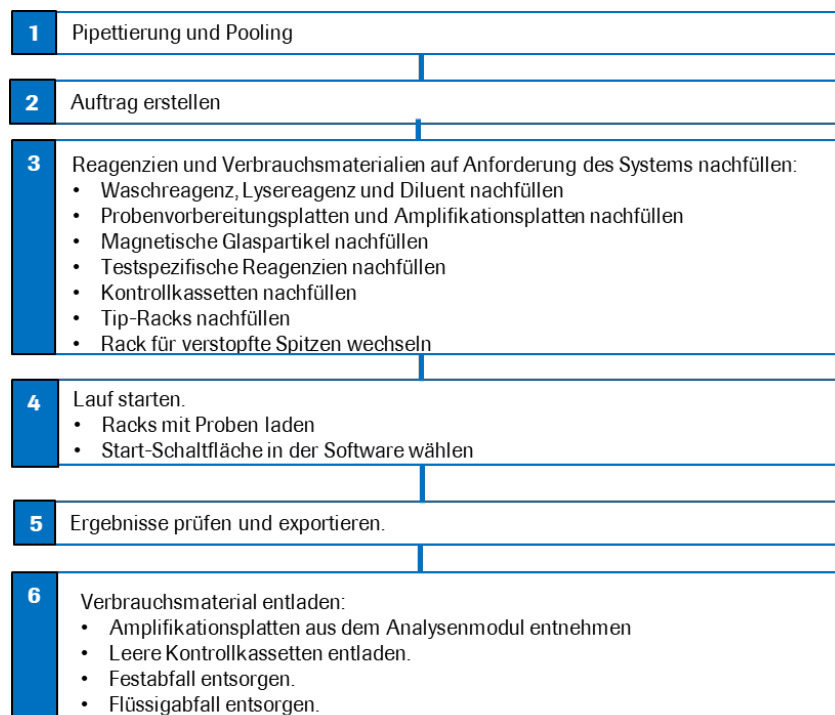 1 Pipettierung und Pooling
2 Auftrag erstellen
3 Reagenzien und Verbrauchsmaterialien auf Anforderung des Systems nachfüllen:
• Waschreagenz, Lysereagenz und Diluent nachfüllen
• Probenvorbereitungsplatten und Amplifikationsplatten nachfüllen
• Magnetische Glaspartikel nachfüllen
• Testspezifische Reagenzien nachfüllen
• Kontrollkassetten nachfüllen
• Tip-Racks nachfüllen
• Rack für verstopfte Spitzen wechseln
4 Lauf starten.
• Racks mit Proben laden
• Start-Schaltfläche in der Software wählen
5 Ergebnisse prüfen und exportieren.
6 Verbrauchsmaterial entladen:
• Amplifikationsplatten aus dem Analysenmodul entnehmen
• Leere Kontrollkassetten entladen.
• Festabfall entsorgen.
• Flüssigabfall entsorgen.